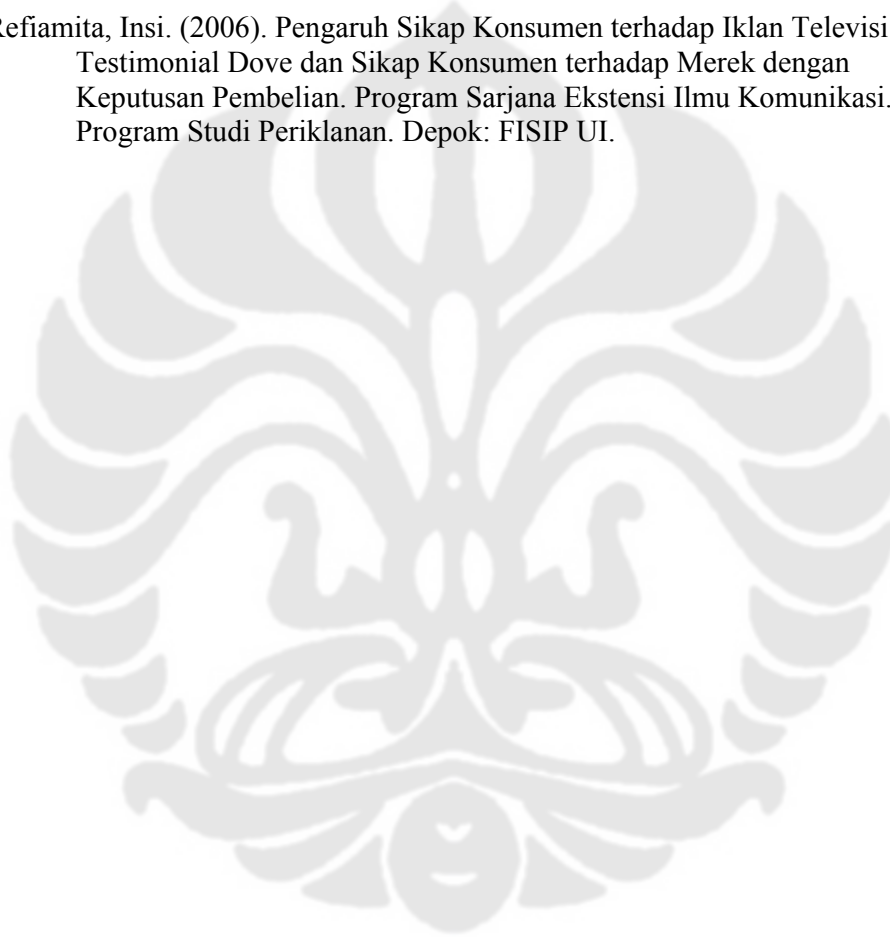 Refiamita, Insi. (2006). Pengaruh Sikap Konsumen terhadap Iklan Televisi
Testimonial Dove dan Sikap Konsumen terhadap Merek dengan
Keputusan Pembelian. Program Sarjana Ekstensi Ilmu Komunikasi.
Program Studi Periklanan. Depok: FISIP UI.